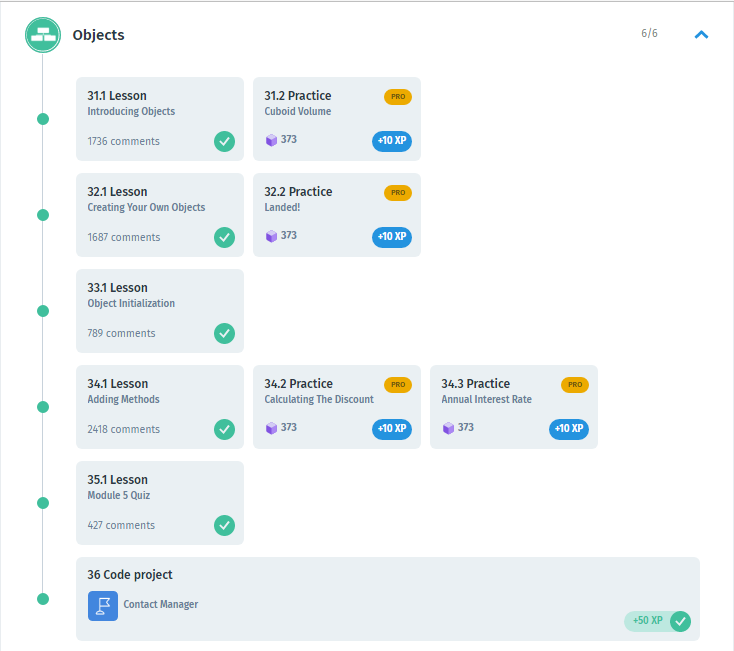 Objects
6/6
31.1 Lesson
Introducing Objects
1736 comments
31.2 Practice
PRO
Cuboid Volume
373
+10 XP
32.1 Lesson
Creating Your Own Objects
1687 comments
32.2 Practice
PRO
Landed!
373
+10 XP
33.1 Lesson
Object Initialization
789 comments
34.1 Lesson
Adding Methods
2418 comments
34.2 Practice
PRO
Calculating The Discount
373
+10 XP
34.3 Practice
PRO
Annual Interest Rate
373
+10 XP
35.1 Lesson
Module 5 Quiz
427 comments
36 Code project
Contact Manager
+50 XP